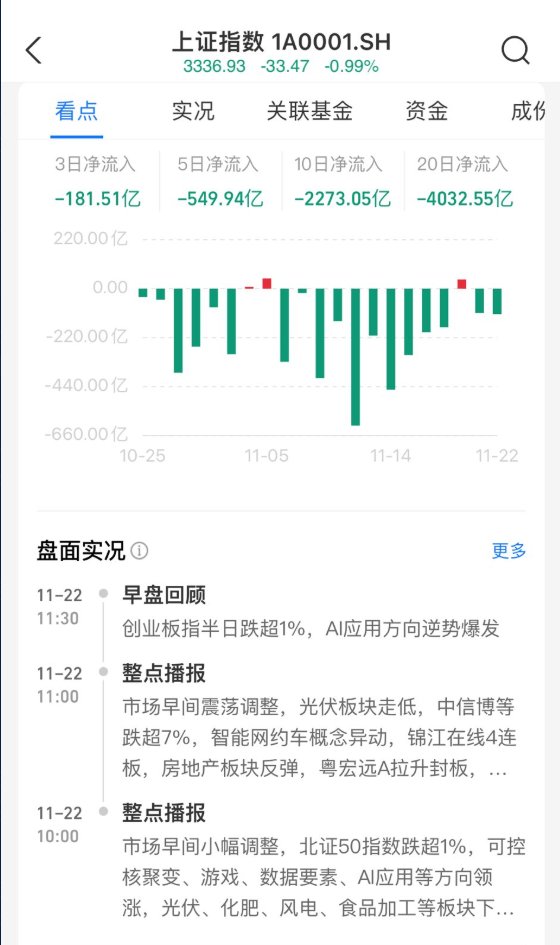 上证指数 1A0001.SH
3336.93 -33.47 -0.99%
看点 实况 关联基金 资金 成份
3日净流入 5日净流入 10日净流入 20日净流入
-181.51亿 -549.94亿 -2273.05亿 -4032.55亿
220.00亿
0.00
-220.00亿
-440.00亿
-660.00亿
10-25 11-05 11-14 11-22
盘面实况 更多
11-22 早盘回顾
11:30
创业板指半日跌超1%，AI应用方向逆势爆发
11-22 整点播报
11:00
市场早间震荡调整，光伏板块走低，中信博等
跌超7%，智能网约车概念异动，锦江在线4连
板，房地产板块反弹，粤宏远A拉升封板，...
11-22 整点播报
10:00
市场早间小幅调整，北证50指数跌超1%，可控
核聚变、游戏、数据要素、AI应用等方向领
涨，光伏、化肥、风电、食品加工等板块下...